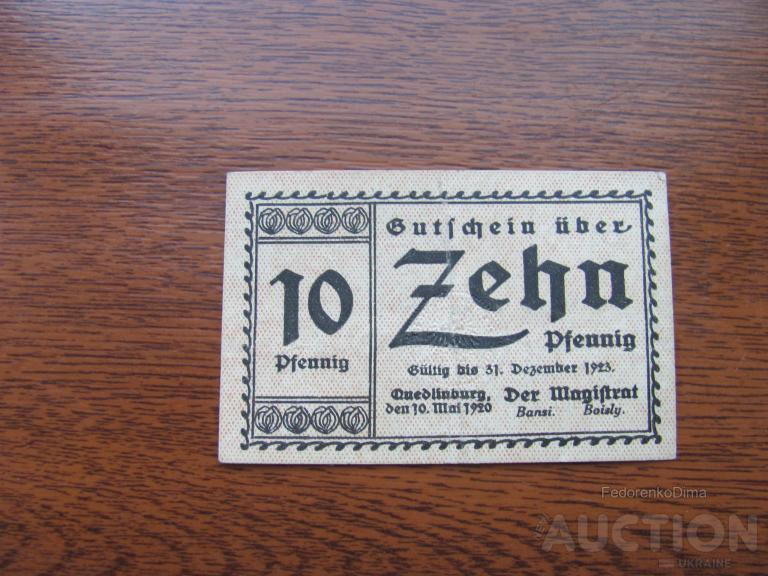 Gutschein über
10
Zehn
Pfennig
Pfennig
Gültig bis 31. Dezember 1923.
Quedlinburg, Der Magistrat
den 10. Mai 1920 Bansi. Boisly.
FedorenkoDima
AUCTION
UKRAINE